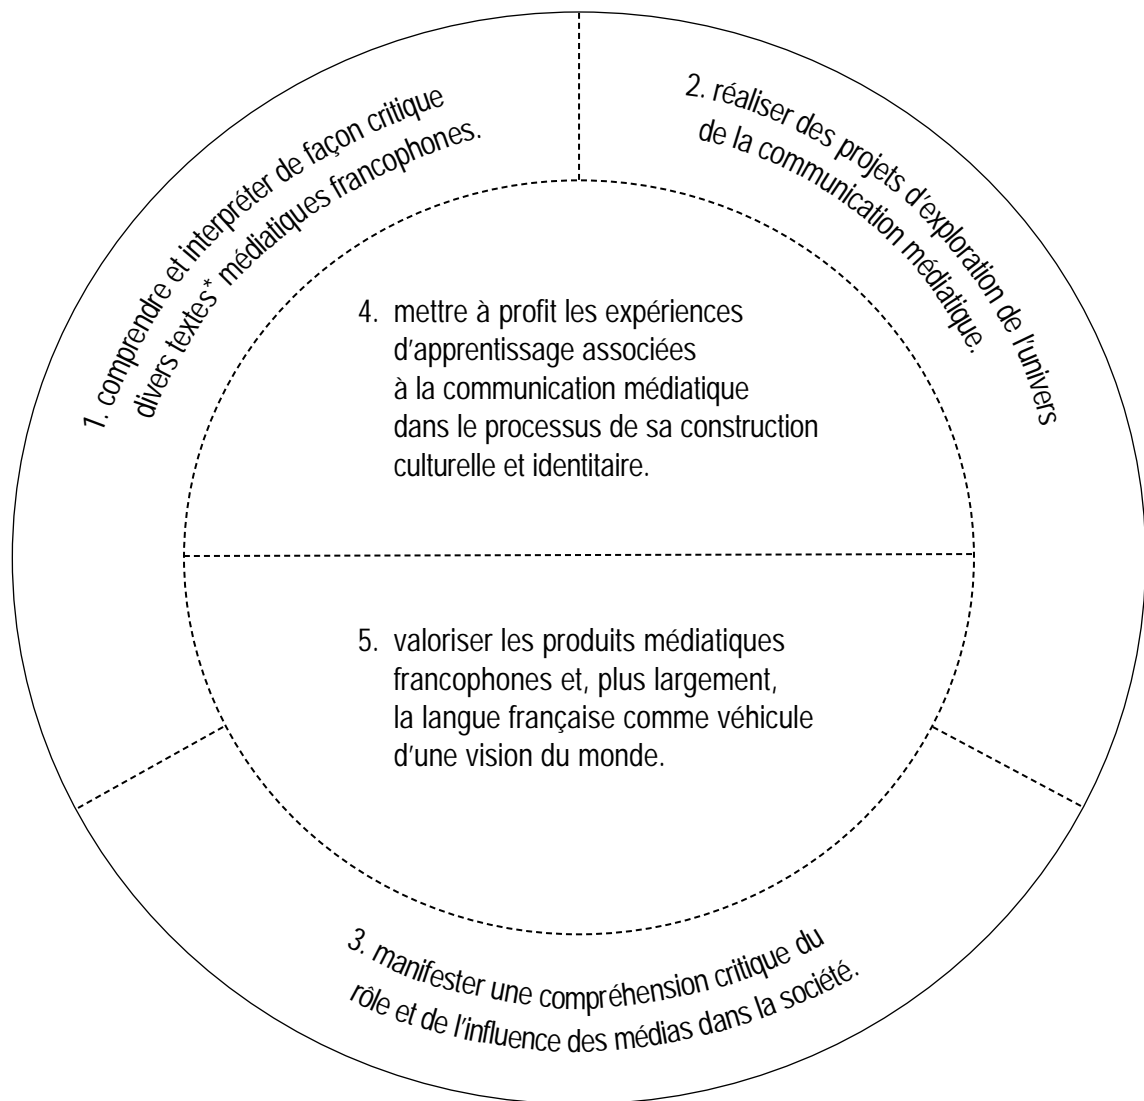 1. comprendre et interpréter de façon critique
divers textes* médiatiques francophones.
2. réaliser des projets d'exploration de l'univers
de la communication médiatique.
4. mettre à profit les expériences
d'apprentissage associées
à la communication médiatique
dans le processus de sa construction
culturelle et identitaire.
5. valoriser les produits médiatiques
francophones et, plus largement,
la langue française comme véhicule
d'une vision du monde.
3. manifester une compréhension critique du
rôle et de l'influence des médias dans la société.